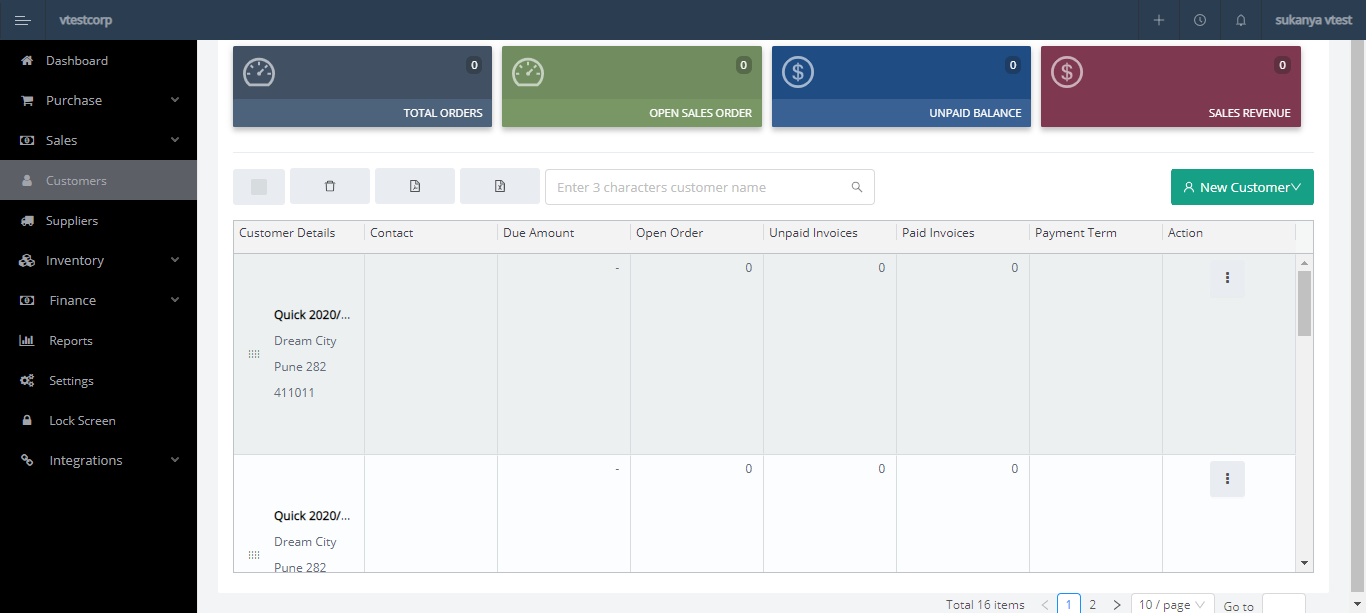 vtestcorp
sukanya vtest
Dashboard
Purchase
Sales
Customers
Suppliers
Inventory
Finance
Reports
Settings
Lock Screen
Integrations
0
TOTAL ORDERS
0
OPEN SALES ORDER
0
UNPAID BALANCE
0
SALES REVENUE
Enter 3 characters customer name
New Customer
Customer Details Contact Due Amount Open Order Unpaid Invoices Paid Invoices Payment Term Action
- 0 0 0
Quick 2020/...
Dream City
Pune 282
411011
- 0 0 0
Quick 2020/...
Dream City
Pune 282
Total 16 items < 1 2 > 10 / page Go to